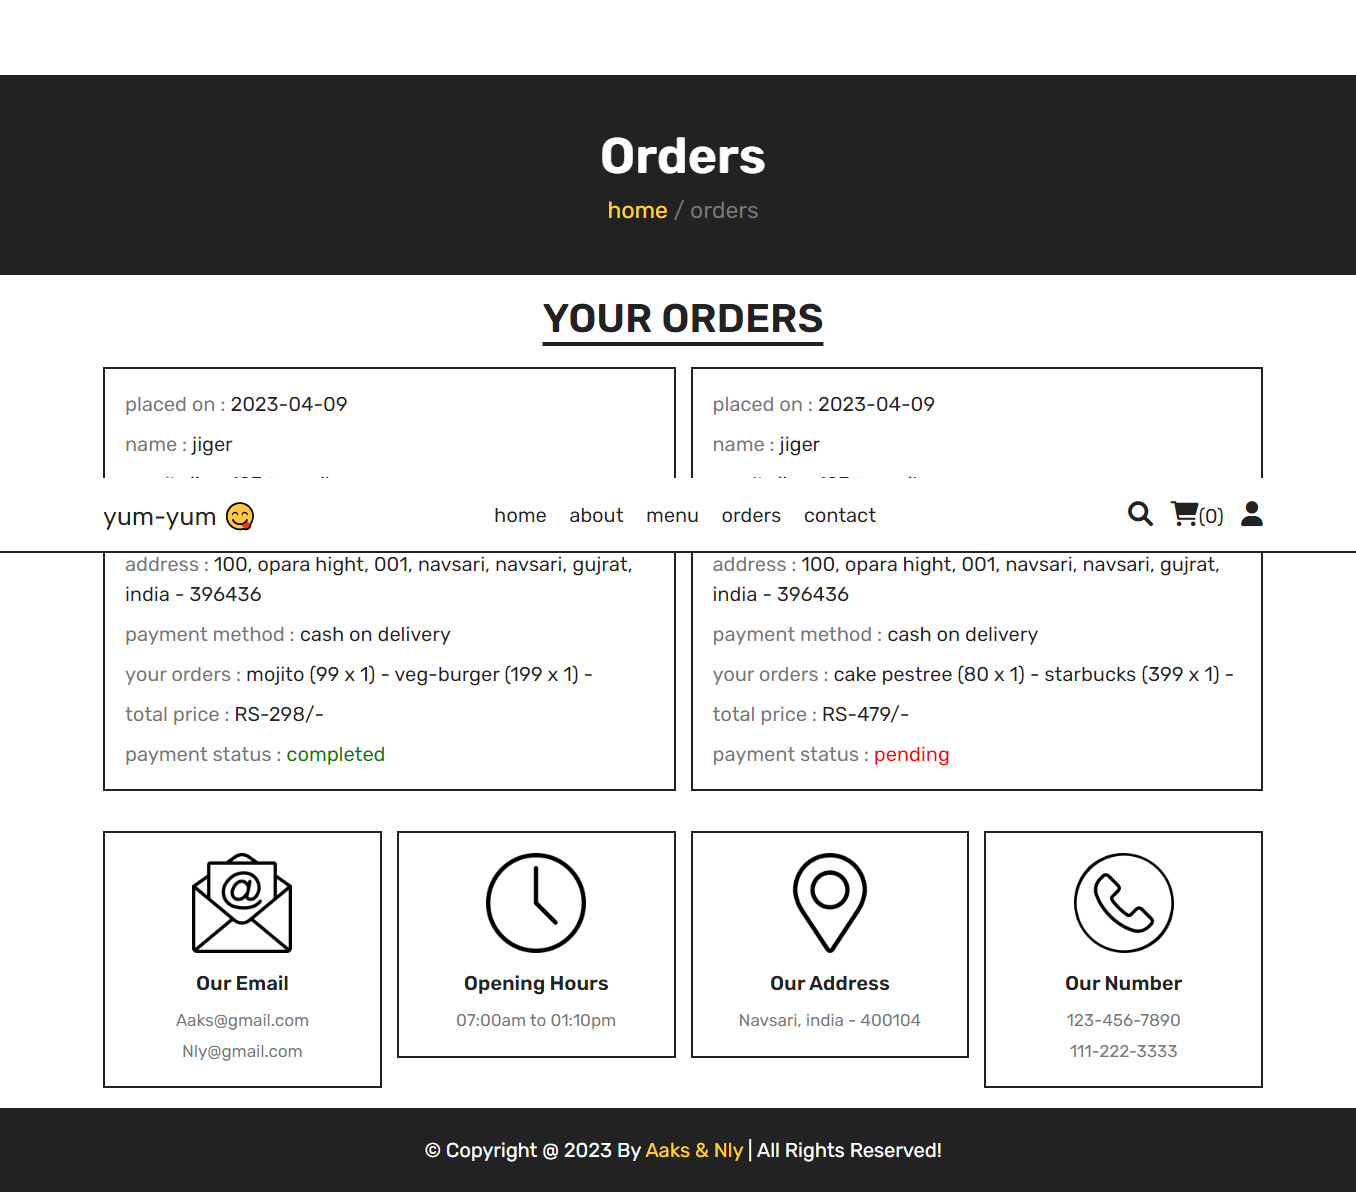 Orders
home / orders
YOUR ORDERS
placed on : 2023-04-09
name : jiger
placed on : 2023-04-09
name : jiger
yum-yum
home about menu orders contact
(0)
address : 100, opara hight, 001, navsari, navsari, gujrat,
india - 396436
payment method : cash on delivery
your orders : mojito (99 x 1) - veg-burger (199 x 1) -
total price : RS-298/-
payment status : completed
address : 100, opara hight, 001, navsari, navsari, gujrat,
india - 396436
payment method : cash on delivery
your orders : cake pestree (80 x 1) - starbucks (399 x 1) -
total price : RS-479/-
payment status : pending
Our Email
Aaks@gmail.com
Nly@gmail.com
Opening Hours
07:00am to 01:10pm
Our Address
Navsari, india - 400104
Our Number
123-456-7890
111-222-3333
© Copyright @ 2023 By Aaks & Nly | All Rights Reserved!